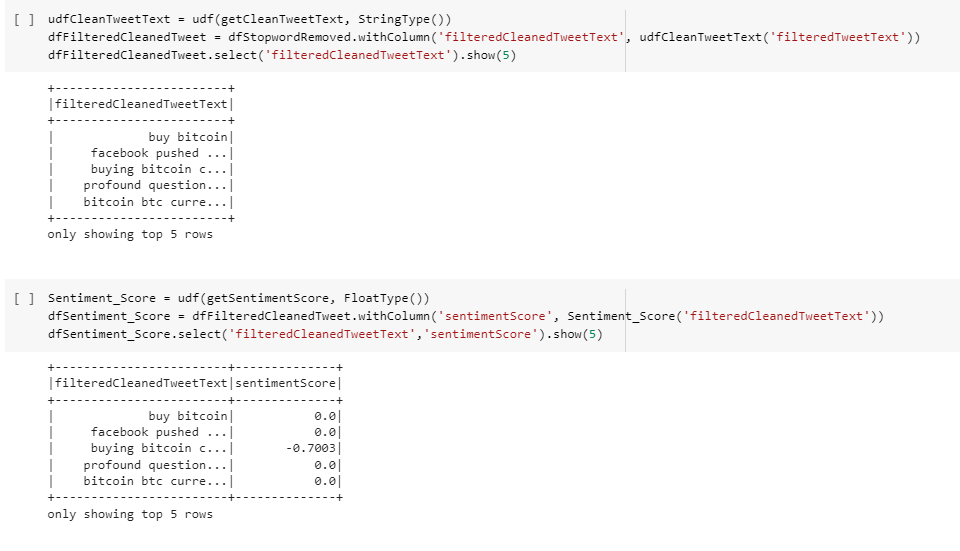 [ ] udfCleanTweetText = udf(getCleanTweetText, StringType())
dfFilteredCleanedTweet = dfStopwordRemoved.withColumn('filteredCleanedTweetText', udfCleanTweetText('filteredTweetText'))
dfFilteredCleanedTweet.select('filteredCleanedTweetText').show(5)
+------------------------+
|filteredCleanedTweetText|
+------------------------+
|             buy bitcoin|
|     facebook pushed ...|
|     buying bitcoin c...|
|    profound question...|
|    bitcoin btc curre...|
+------------------------+
only showing top 5 rows
[ ] Sentiment_Score = udf(getSentimentScore, FloatType())
dfSentiment_Score = dfFilteredCleanedTweet.withColumn('sentimentScore', Sentiment_Score('filteredCleanedTweetText'))
dfSentiment_Score.select('filteredCleanedTweetText','sentimentScore').show(5)
+------------------------+--------------+
|filteredCleanedTweetText|sentimentScore|
+------------------------+--------------+
|             buy bitcoin|           0.0|
|     facebook pushed ...|           0.0|
|     buying bitcoin c...|       -0.7003|
|    profound question...|           0.0|
|    bitcoin btc curre...|           0.0|
+------------------------+--------------+
only showing top 5 rows